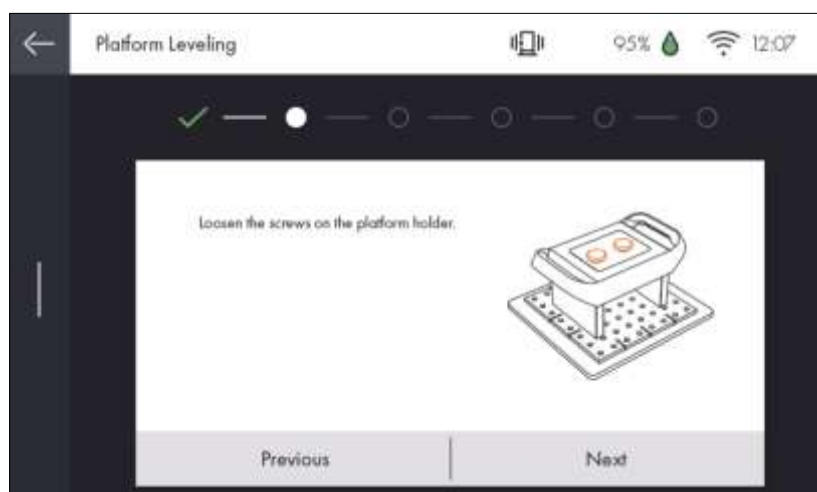 Platform Leveling
95%
12:07
Loosen the screws on the platform holder.
Previous
Next